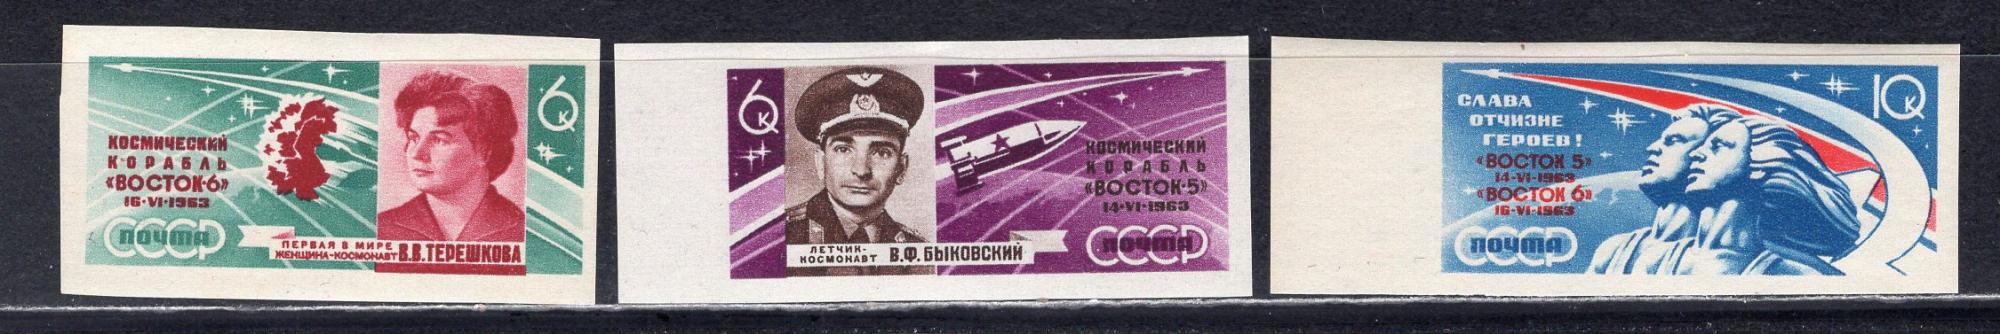 6к
КОСМИЧЕСКИЙ
КОРАБЛЬ
«ВОСТОК-6»
16·VI·1963
СССР
ПОЧТА
ПЕРВАЯ В МИРЕ
ЖЕНЩИНА-КОСМОНАВТ В.В.ТЕРЕШКОВА
6к
КОСМИЧЕСКИЙ
КОРАБЛЬ
«ВОСТОК-5»
14·VI·1963
СССР
ПОЧТА
ЛЕТЧИК-
КОСМОНАВТ В.Ф.БЫКОВСКИЙ
10к
СЛАВА
ОТЧИЗНЕ
ГЕРОЕВ!
«ВОСТОК 5»
14·VI·1963
«ВОСТОК 6»
16·VI·1963
СССР
ПОЧТА